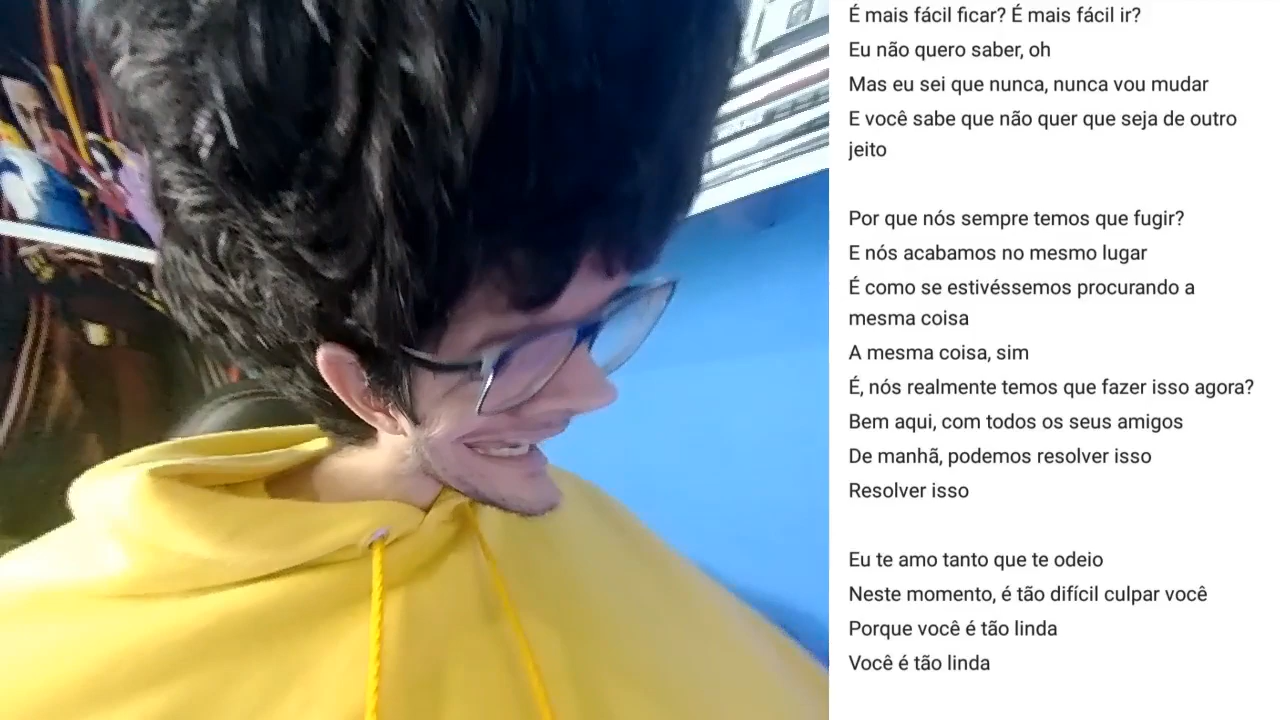 É mais fácil ficar? É mais fácil ir?
Eu não quero saber, oh
Mas eu sei que nunca, nunca vou mudar
E você sabe que não quer que seja de outro
jeito
Por que nós sempre temos que fugir?
E nós acabamos no mesmo lugar
É como se estivéssemos procurando a
mesma coisa
A mesma coisa, sim
É, nós realmente temos que fazer isso agora?
Bem aqui, com todos os seus amigos
De manhã, podemos resolver isso
Resolver isso
Eu te amo tanto que te odeio
Neste momento, é tão difícil culpar você
Porque você é tão linda
Você é tão linda